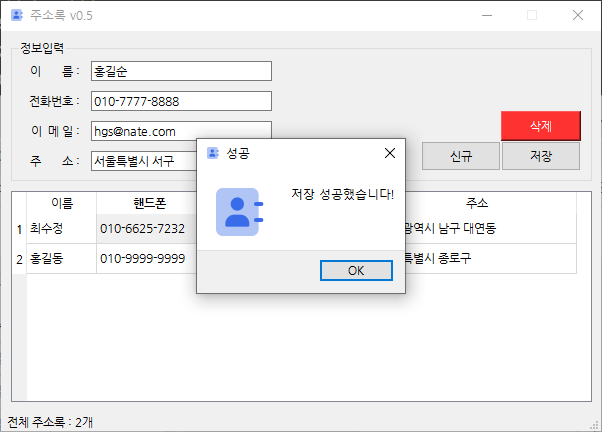 주소록 v0.5
정보입력
이 름 : 홍길순
전화번호 : 010-7777-8888
이 메 일 : hgs@nate.com
주 소 : 서울특별시 서구
삭제
신규 저장
성공
저장 성공했습니다!
OK
이름 핸드폰 주소
1 최수정 010-6625-7232 광역시 남구 대연동
2 홍길동 010-9999-9999 특별시 종로구
전체 주소록 : 2개